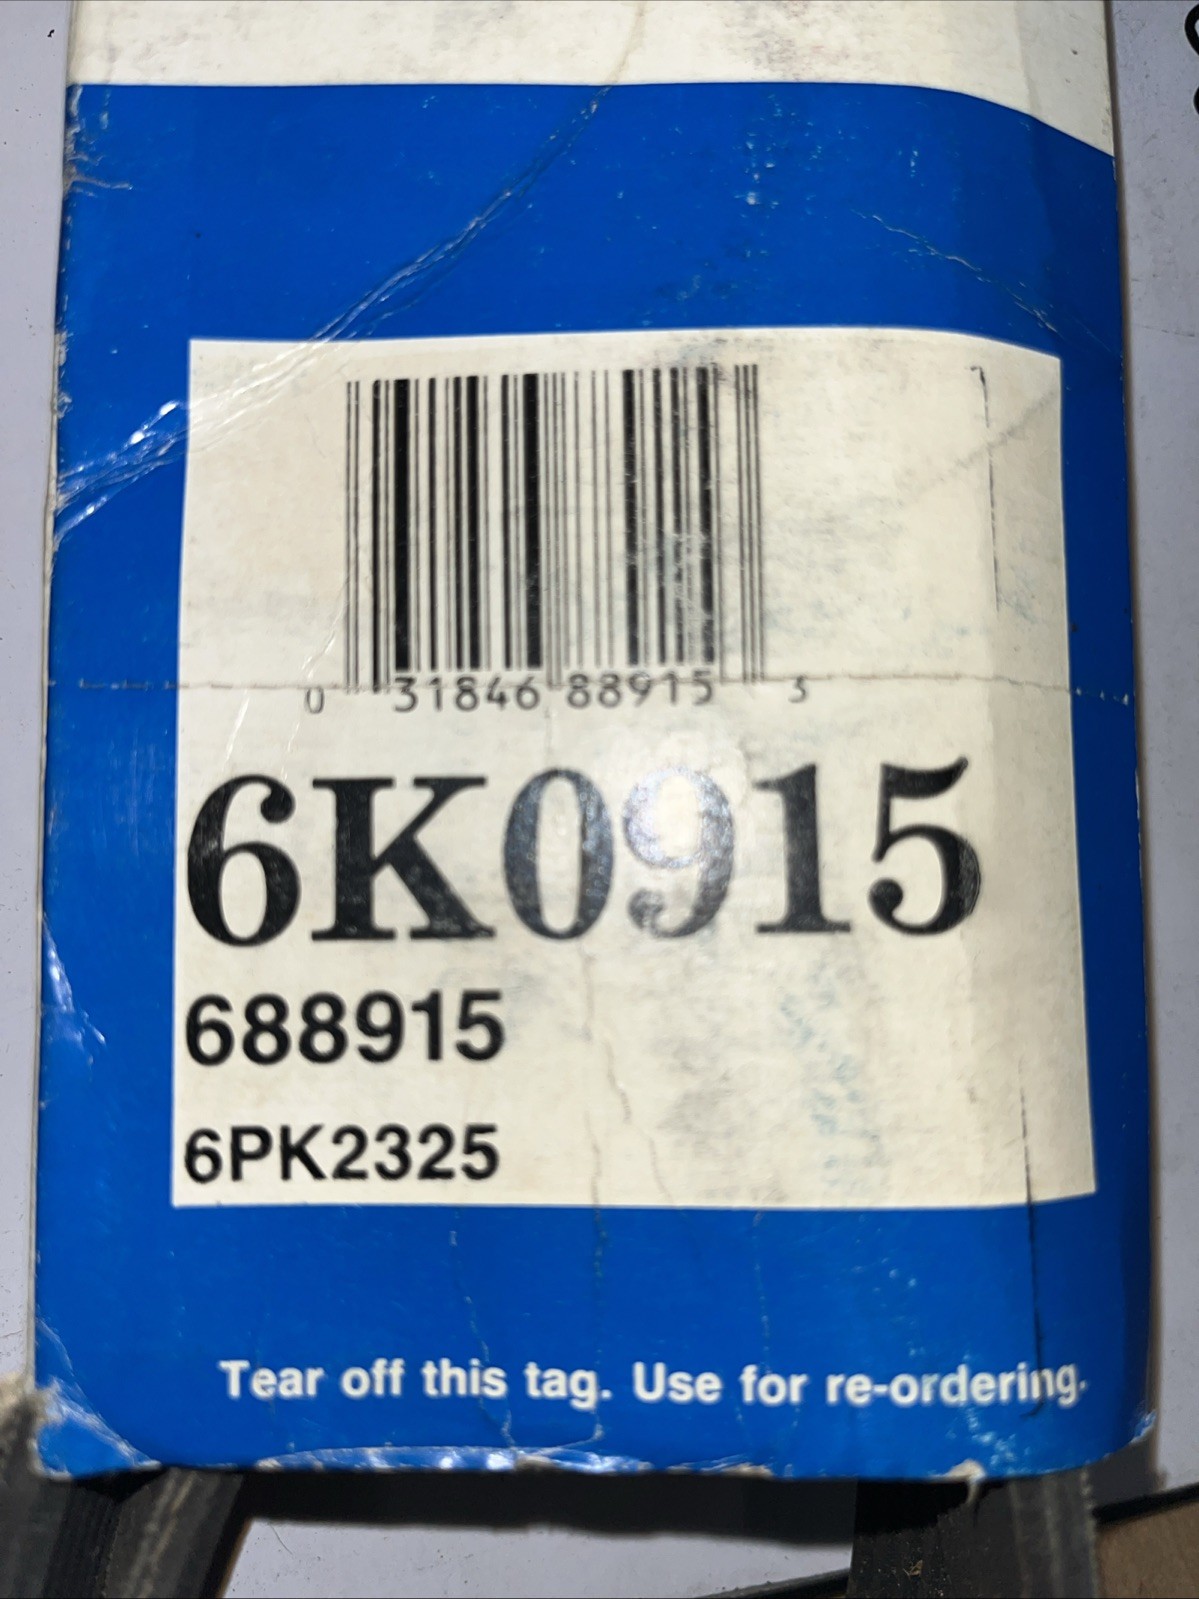 0 31846 88915 3
6K0915
688915
6PK2325
Tear off this tag. Use for re-ordering.